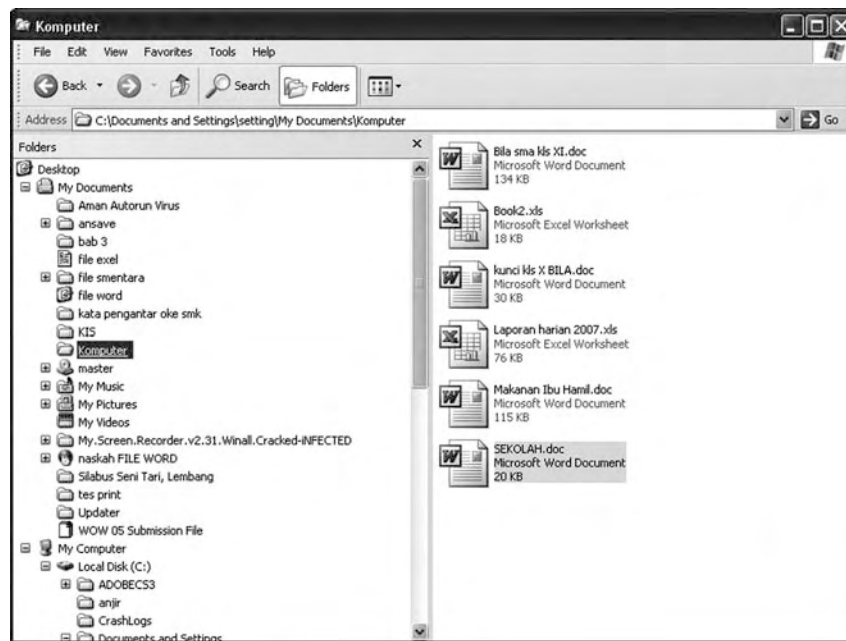 Komputer
File Edit View Favorites Tools Help
Back Search Folders
Address C:\Documents and Settings\setting\My Documents\Komputer Go
Folders
Desktop
My Documents
Aman Autorun Virus
ansave
bab 3
file exel
file smentara
file word
kata pengantar oke smk
KIS
Komputer
master
My Music
My Pictures
My Videos
My.Screen.Recorder.v2.31.Winall.Cracked-iNFECTED
naskah FILE WORD
Silabus Seni Tari, Lembang
tes print
Updater
WOW 05 Submission File
My Computer
Local Disk (C:)
ADOBECS3
anjir
CrashLogs
Documents and Settings
Bila sma kls XI.doc
Microsoft Word Document
134 KB
Book2.xls
Microsoft Excel Worksheet
18 KB
kunci kls X BILA.doc
Microsoft Word Document
30 KB
Laporan harian 2007.xls
Microsoft Excel Worksheet
76 KB
Makanan Ibu Hamil.doc
Microsoft Word Document
115 KB
SEKOLAH.doc
Microsoft Word Document
20 KB